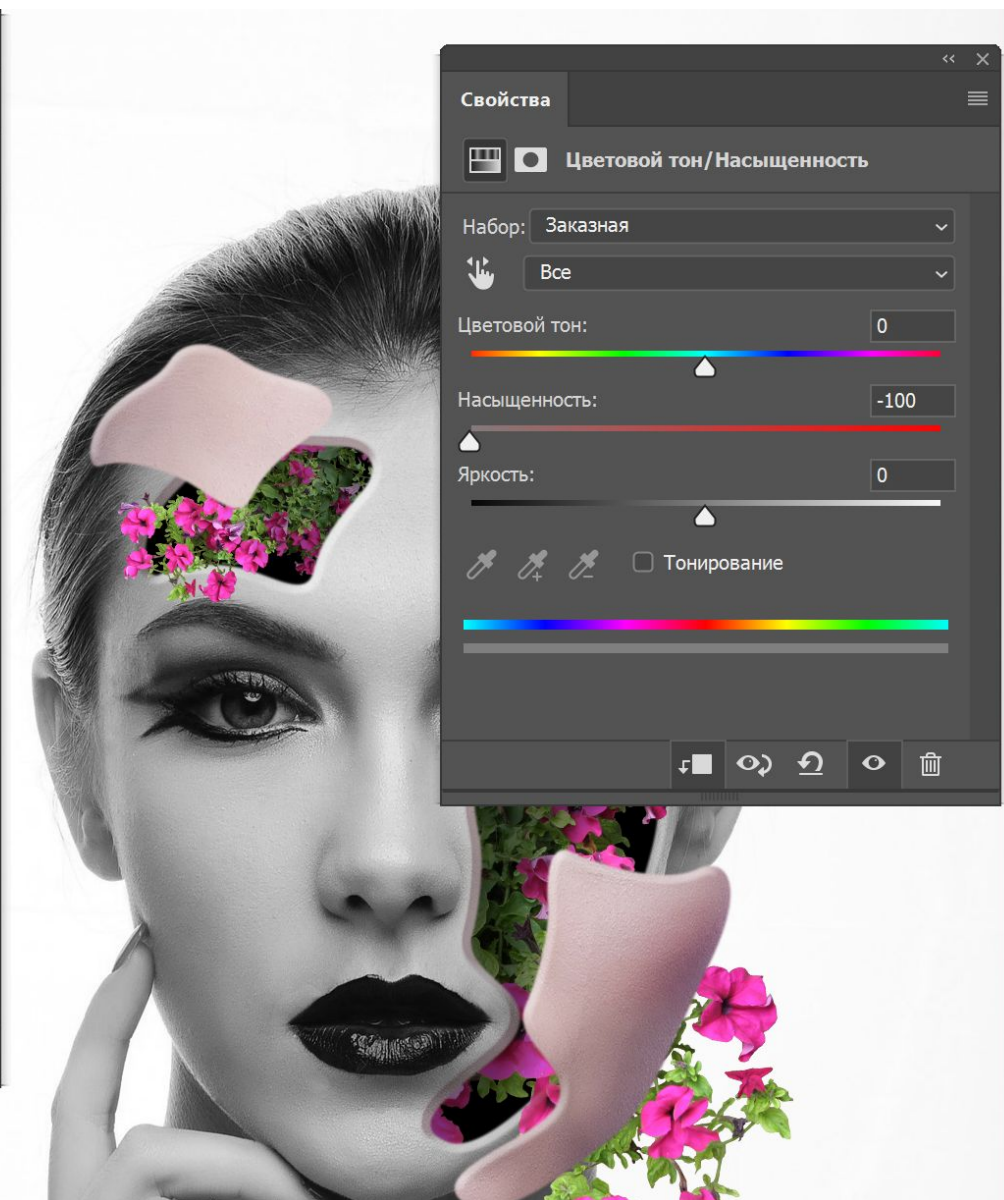 Свойства
Цветовой тон/Насыщенность
Набор: Заказная
Все
Цветовой тон: 0
Насыщенность: -100
Яркость: 0
Тонирование